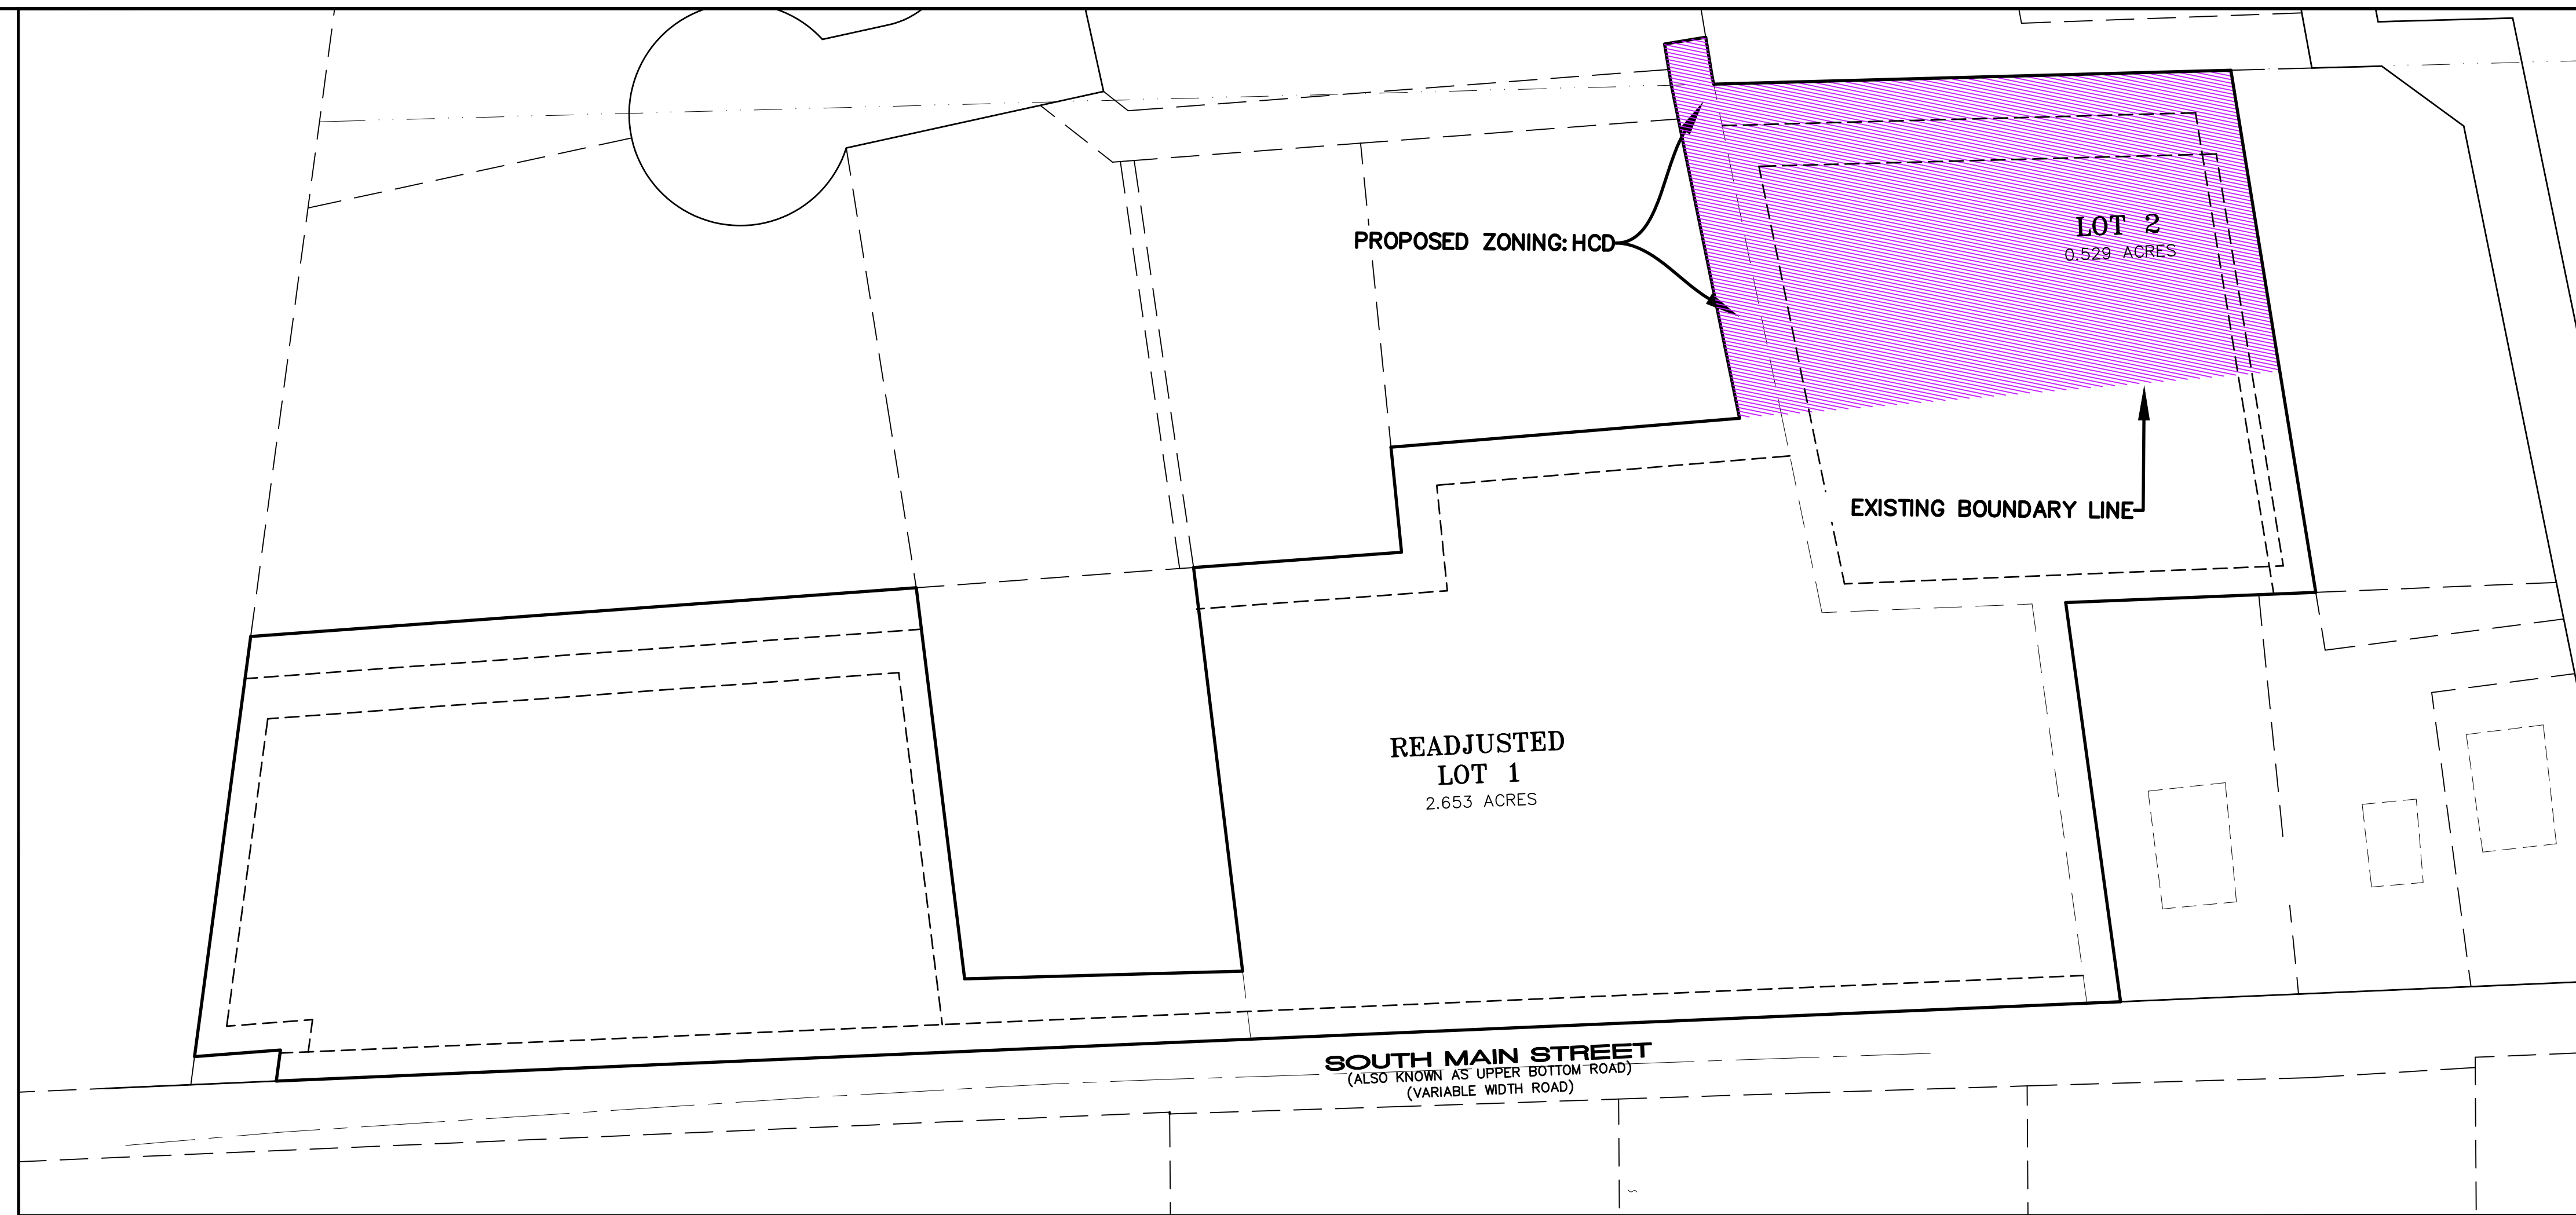 LOT 2
0.529 ACRES
PROPOSED ZONING: HCD
EXISTING BOUNDARY LINE
READJUSTED
LOT 1
2.653 ACRES
SOUTH MAIN STREET
(ALSO KNOWN AS UPPER BOTTOM ROAD)
(VARIABLE WIDTH ROAD)